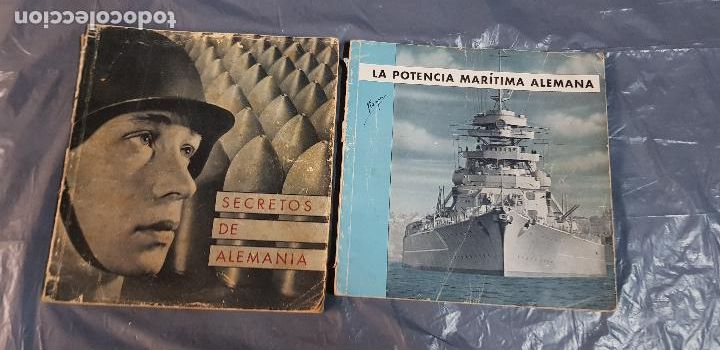 SECRETOS
DE
ALEMANIA
LA POTENCIA MARÍTIMA ALEMANA
todocoleccion